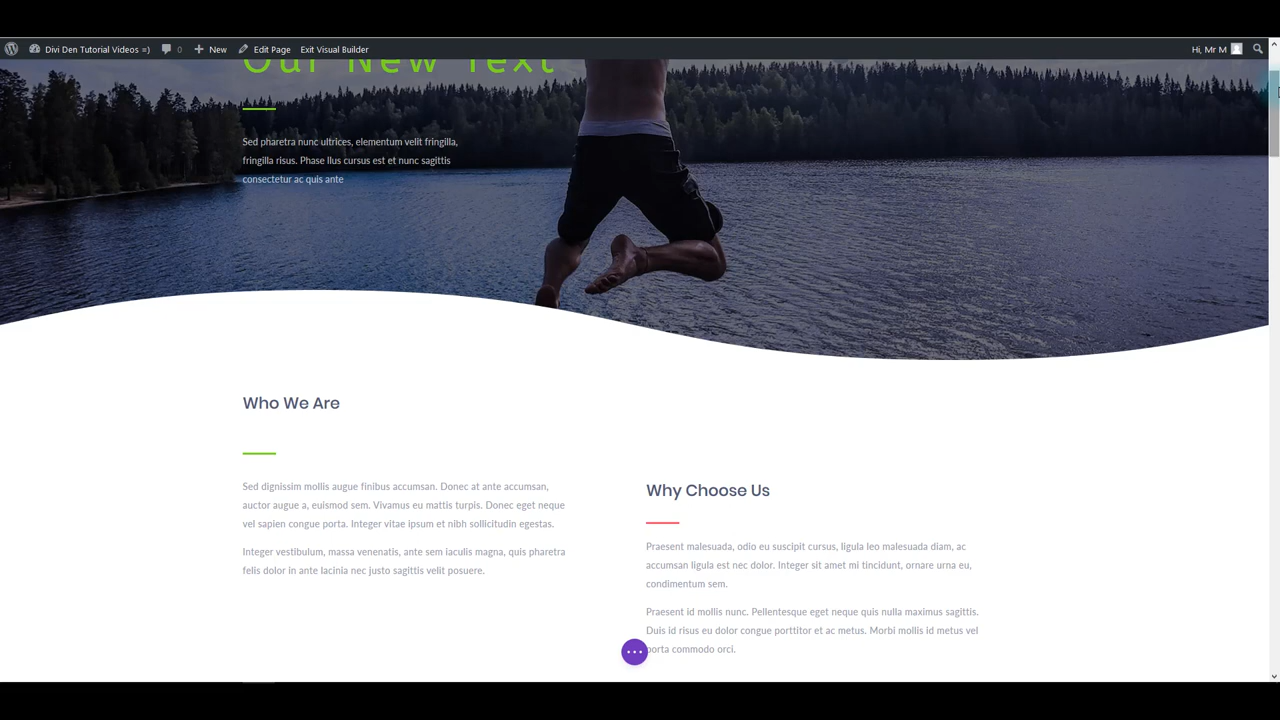 Divi Den Tutorial Videos =) 0 New Edit Page Exit Visual Builder Hi, Mr M
Our New Text
Sed pharetra nunc ultrices, elementum velit fringilla,
fringilla risus. Phase llus cursus est et nunc sagittis
consectetur ac quis ante
Who We Are
Sed dignissim mollis augue finibus accumsan. Donec at ante accumsan,
auctor augue a, euismod sem. Vivamus eu mattis turpis. Donec eget neque
vel sapien congue porta. Integer vitae ipsum et nibh sollicitudin egestas.
Integer vestibulum, massa venenatis, ante sem iaculis magna, quis pharetra
felis dolor in ante lacinia nec justo sagittis velit posuere.
Why Choose Us
Praesent malesuada, odio eu suscipit cursus, ligula leo malesuada diam, ac
accumsan ligula est nec dolor. Integer sit amet mi tincidunt, ornare urna eu,
condimentum sem.
Praesent id mollis nunc. Pellentesque eget neque quis nulla maximus sagittis.
Duis id risus eu dolor congue porttitor et ac metus. Morbi mollis id metus vel
porta commodo orci.